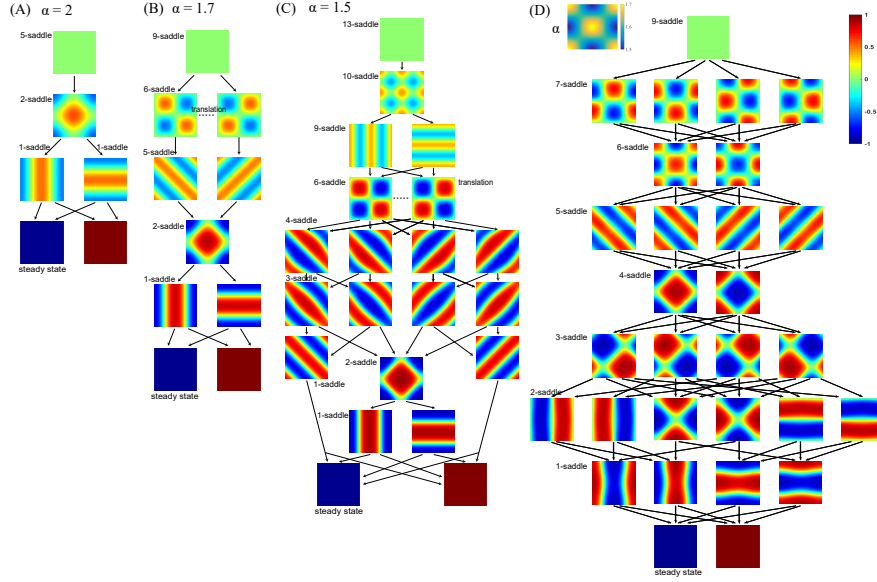 (A) α = 2
5-saddle
2-saddle
1-saddle 1-saddle
steady state
(B) α = 1.7
9-saddle
6-saddle
translation
5-saddle
2-saddle
1-saddle
steady state
(C) α = 1.5
13-saddle
10-saddle
9-saddle
6-saddle
translation
4-saddle
3-saddle
2-saddle
1-saddle
1-saddle
steady state
(D)
α
1.7
1.6
1.5
9-saddle
7-saddle
6-saddle
5-saddle
4-saddle
3-saddle
2-saddle
1-saddle
steady state
1
0.5
0
-0.5
-1